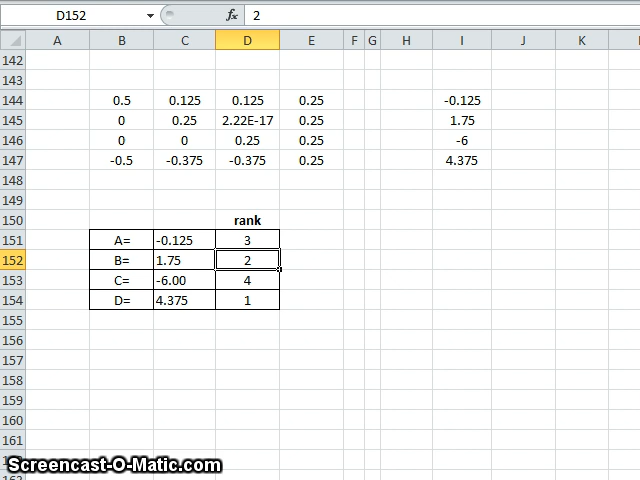 D152 fx 2
A B C D E F G H I J K
142
143
144 0.5 0.125 0.125 0.25 -0.125
145 0 0.25 2.22E-17 0.25 1.75
146 0 0 0.25 0.25 -6
147 -0.5 -0.375 -0.375 0.25 4.375
148
149
150 rank
151 A= -0.125 3
152 B= 1.75 2
153 C= -6.00 4
154 D= 4.375 1
155
156
157
158
159
160
161
Screencast-O-Matic.com